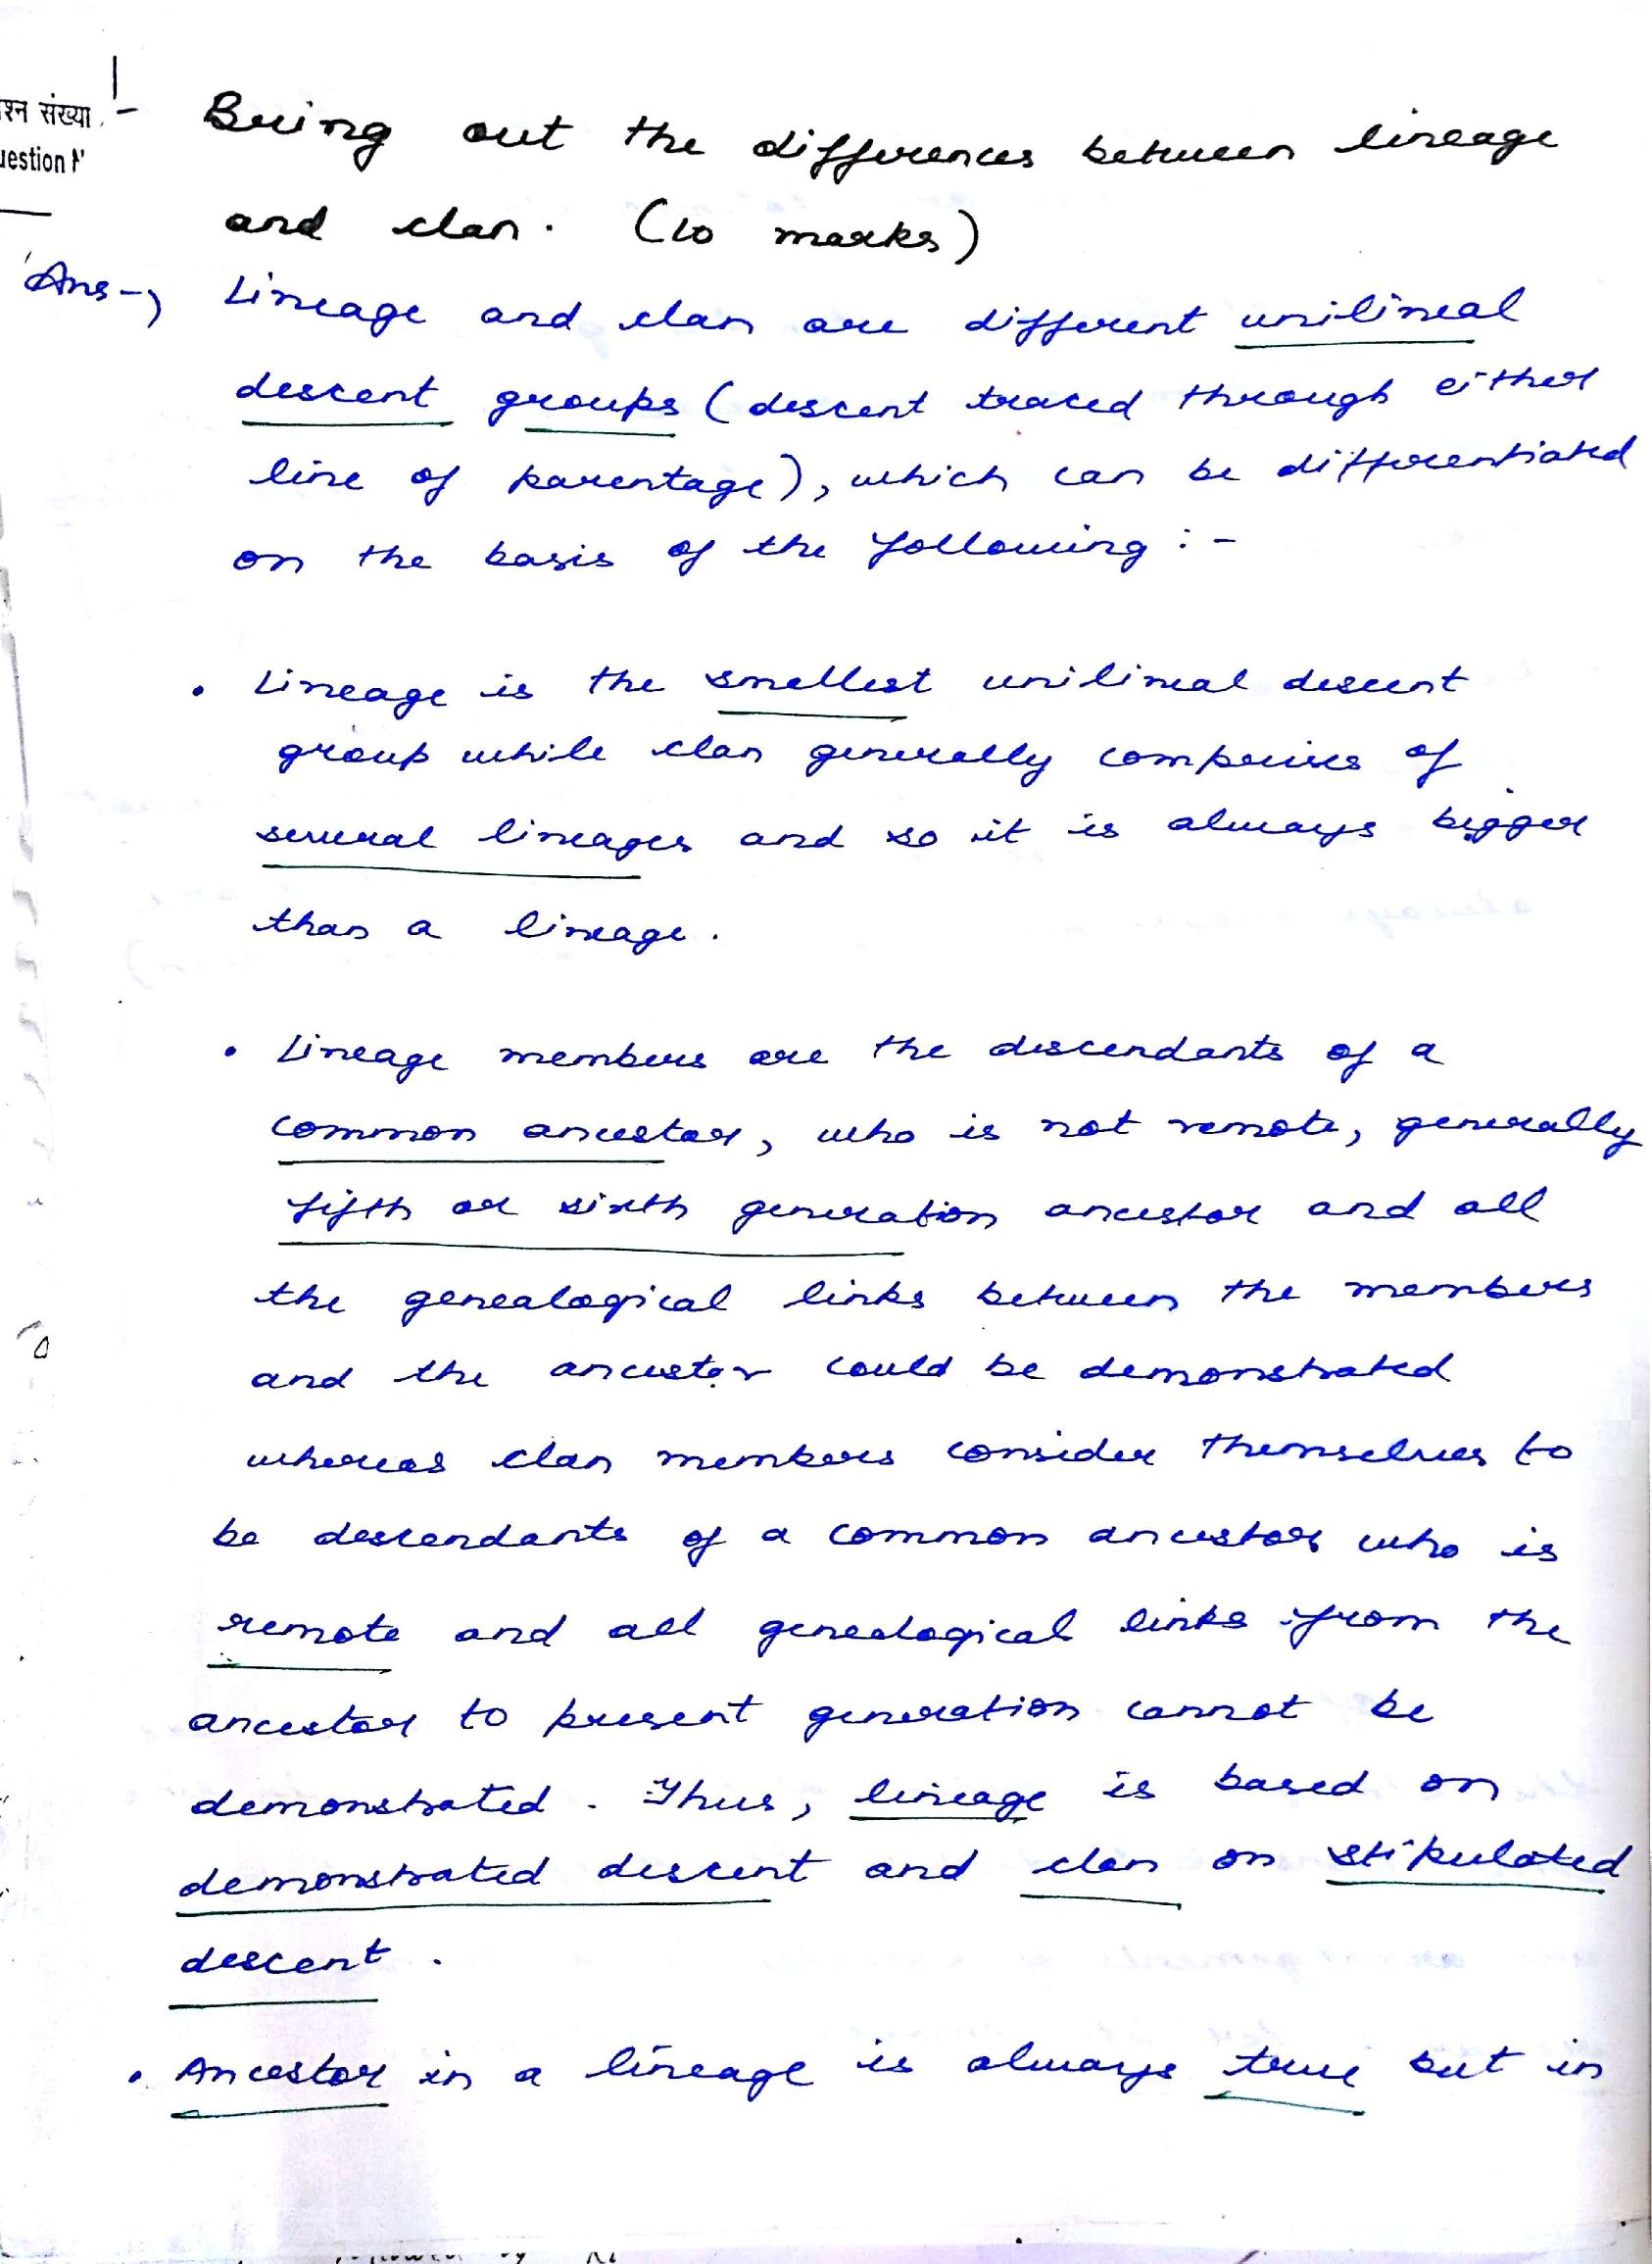 1-
श्न संख्या.
uestion N
Bring out the differences between lineage
and clan. (10 marks)
Ans→ Lineage and clan are different unilineal
descent groups (descent traced through either
line of parentage), which can be differentiated
on the basis of the following :-
• Lineage is the smallest unilineal descent
group while clan generally comprises of
several lineages and so it is always bigger
than a lineage.
• Lineage members are the descendants of a
common ancestor, who is not remote, generally
fifth or sixth generation ancestor and all
the genealogical links between the members
and the ancestor could be demonstrated
whereas clan members consider themselves to
be descendants of a common ancestor who is
remote and all genealogical links from the
ancestor to present generation cannot be
demonstrated. Thus, lineage is based on
demonstrated descent and clan on stipulated
descent.
• Ancestor in a lineage is always true but in